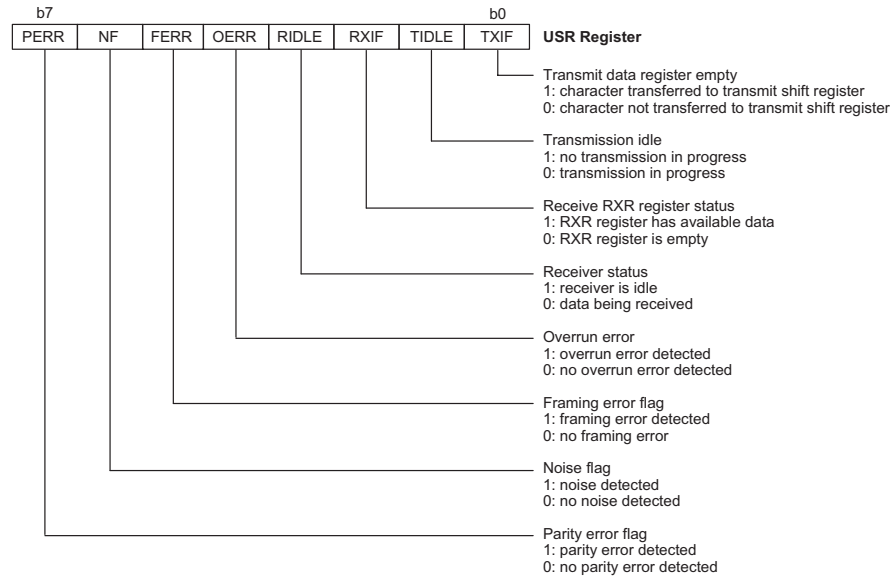 b7 b0
PERR NF FERR OERR RIDLE RXIF TIDLE TXIF USR Register
Transmit data register empty
1: character transferred to transmit shift register
0: character not transferred to transmit shift register
Transmission idle
1: no transmission in progress
0: transmission in progress
Receive RXR register status
1: RXR register has available data
0: RXR register is empty
Receiver status
1: receiver is idle
0: data being received
Overrun error
1: overrun error detected
0: no overrun error detected
Framing error flag
1: framing error detected
0: no framing error
Noise flag
1: noise detected
0: no noise detected
Parity error flag
1: parity error detected
0: no parity error detected